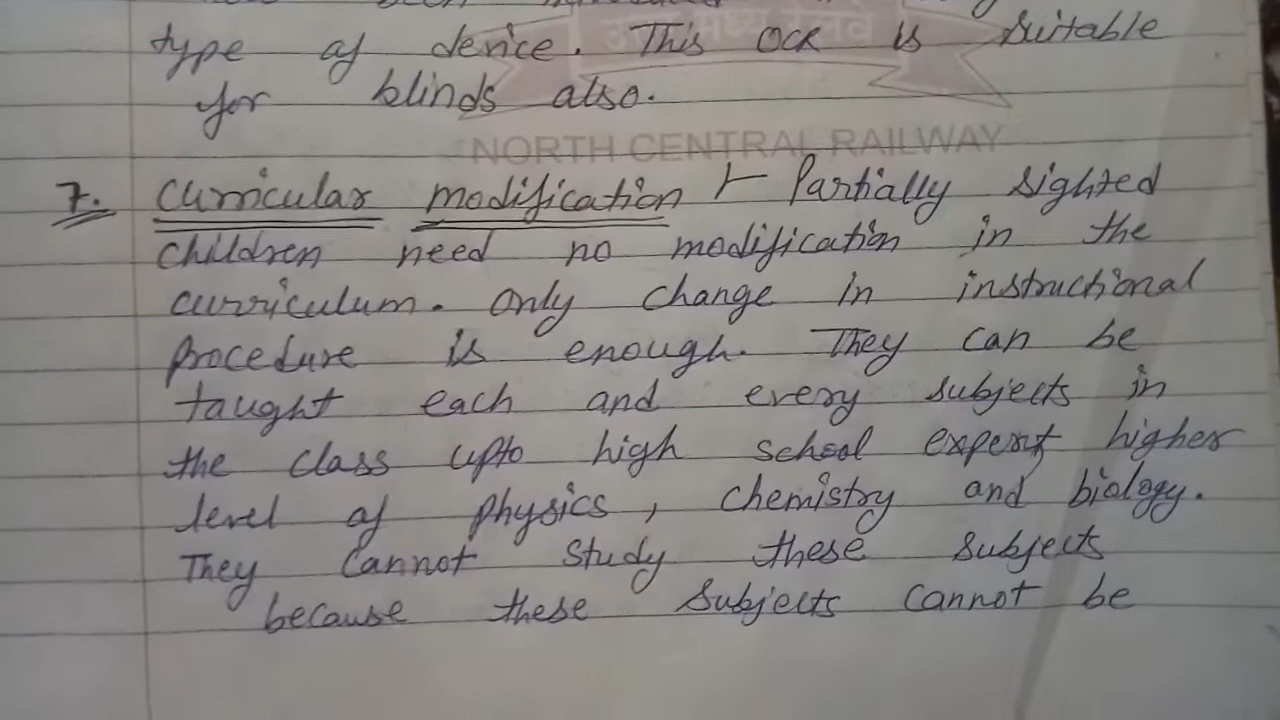 type of device. This OCR is suitable
for blinds also.
NORTH CENTRAL RAILWAY
7. Curricular modification :- Partially sighted
children need no modification in the
curriculum. Only change in instructional
procedure is enough. They can be
taught each and every subjects in
the class upto high school expect higher
level of physics, chemistry and biology.
They cannot study these subjects
because these subjects cannot be